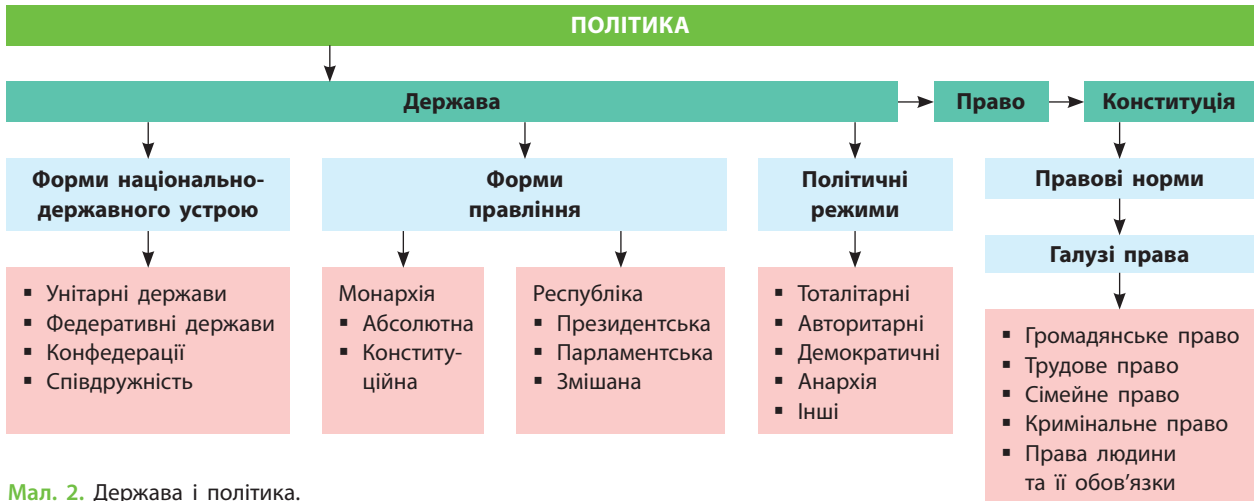 ПОЛІТИКА
Держава
Право
Конституція
Форми національно-
державного устрою
Форми
правління
Політичні
режими
Правові норми
Галузі права
▪ Унітарні держави
▪ Федеративні держави
▪ Конфедерації
▪ Співдружність
Монархія
▪ Абсолютна
▪ Конститу-
ційна
Республіка
▪ Президентська
▪ Парламентська
▪ Змішана
▪ Тоталітарні
▪ Авторитарні
▪ Демократичні
▪ Анархія
▪ Інші
▪ Громадянське право
▪ Трудове право
▪ Сімейне право
▪ Кримінальне право
▪ Права людини
та її обов’язки
Мал. 2. Держава і політика.